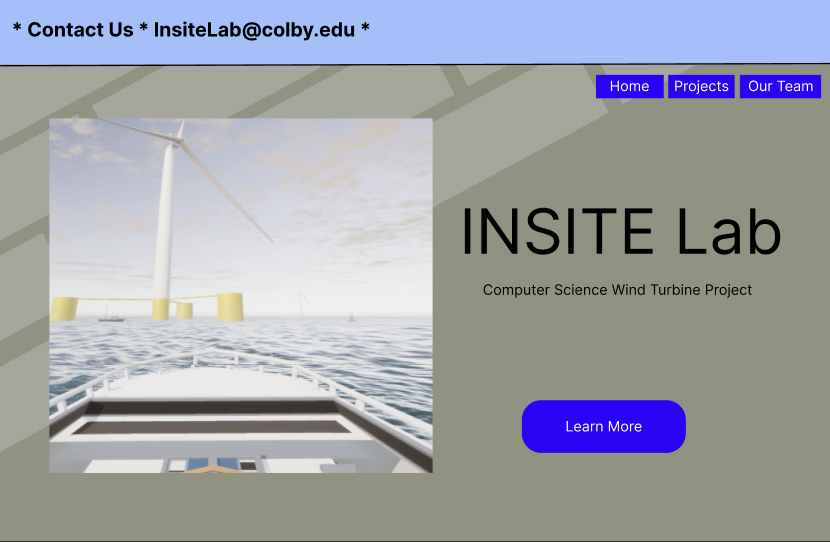 * Contact Us * InsiteLab@colby.edu *
Home Projects Our Team
INSITE Lab
Computer Science Wind Turbine Project
Learn More